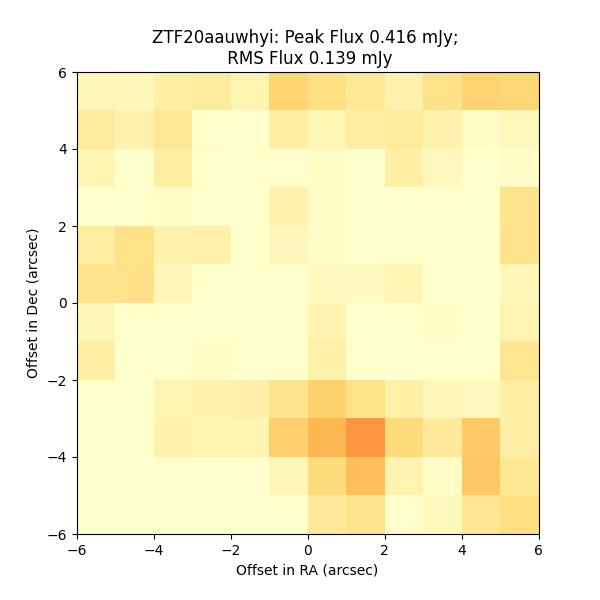 ZTF20aauwhyi: Peak Flux 0.416 mJy;
RMS Flux 0.139 mJy
6
4
2
0
−2
−4
−6
Offset in Dec (arcsec)
−6 −4 −2 0 2 4 6
Offset in RA (arcsec)